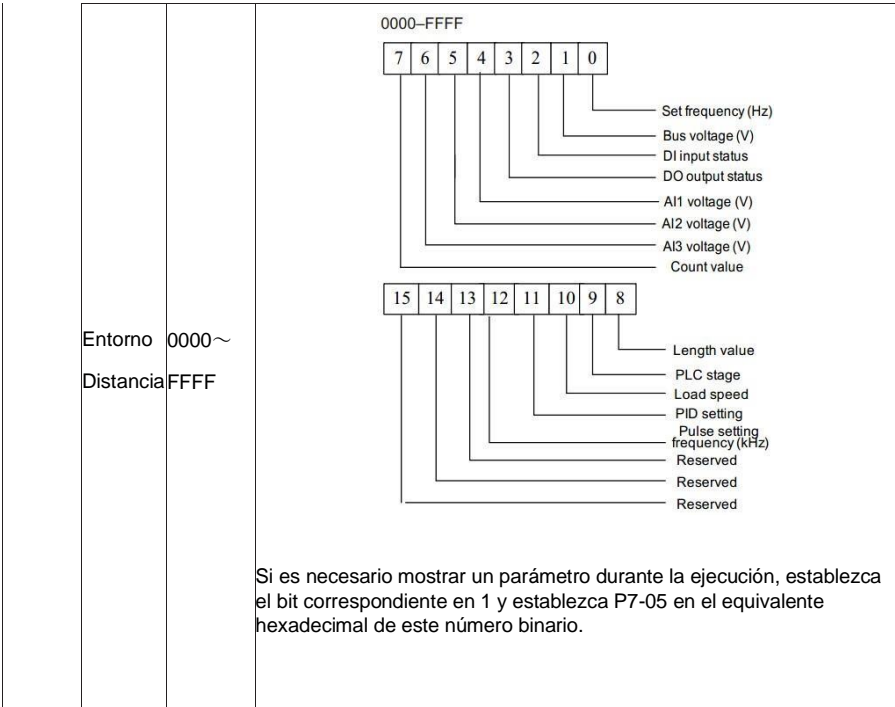 0000–FFFF
7 6 5 4 3 2 1 0
Set frequency (Hz)
Bus voltage (V)
DI input status
DO output status
AI1 voltage (V)
AI2 voltage (V)
AI3 voltage (V)
Count value
15 14 13 12 11 10 9 8
Length value
PLC stage
Load speed
PID setting
Pulse setting
frequency (kHz)
Reserved
Reserved
Reserved
Entorno 0000～
Distancia FFFF
Si es necesario mostrar un parámetro durante la ejecución, establezca
el bit correspondiente en 1 y establezca P7-05 en el equivalente
hexadecimal de este número binario.